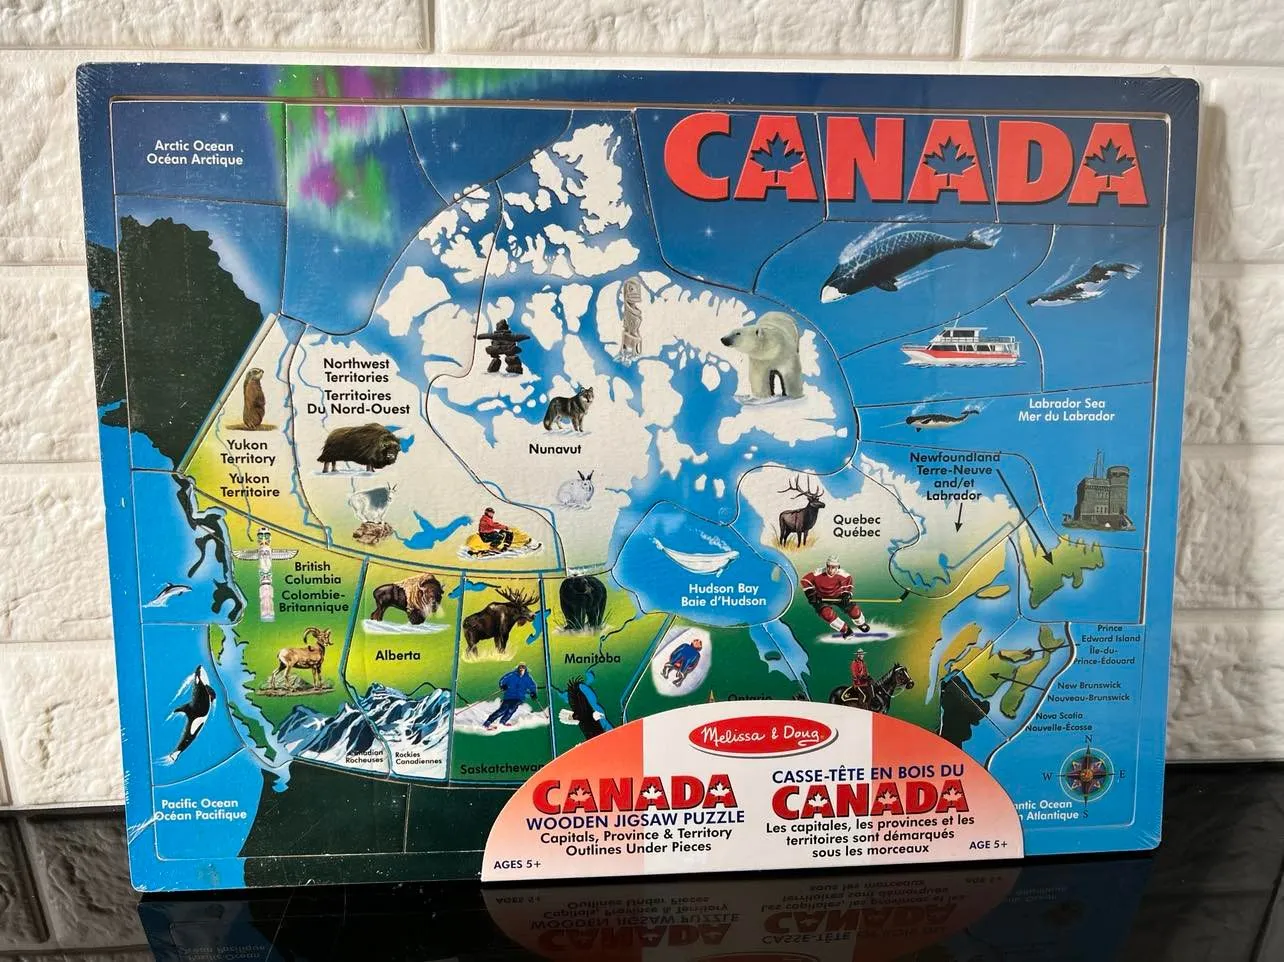 Arctic Ocean
Océan Arctique
CANADA
Northwest
Territories
Territoires
Du Nord-Ouest
Yukon
Territory
Yukon
Territoire
Nunavut
Labrador Sea
Mer du Labrador
Newfoundland
Terre-Neuve
and/et
Labrador
Quebec
Québec
British
Columbia
Colombie-
Britannique
Hudson Bay
Baie d'Hudson
Alberta
Manitoba
Ontario
Prince
Edward Island
Île-du-
Prince-Édouard
New Brunswick
Nouveau-Brunswick
Nova Scotia
Nouvelle-Écosse
N
W E
S
Canadian Rockies
Rocheuses Canadiennes
Saskatchewan
Pacific Ocean
Océan Pacifique
Ocean
Atlantique
Melissa & Doug
CANADA
WOODEN JIGSAW PUZZLE
Capitals, Province & Territory
Outlines Under Pieces
AGES 5+
CASSE-TÊTE EN BOIS DU
CANADA
Les capitales, les provinces et les
territoires sont démarqués
sous les morceaux
AGE 5+